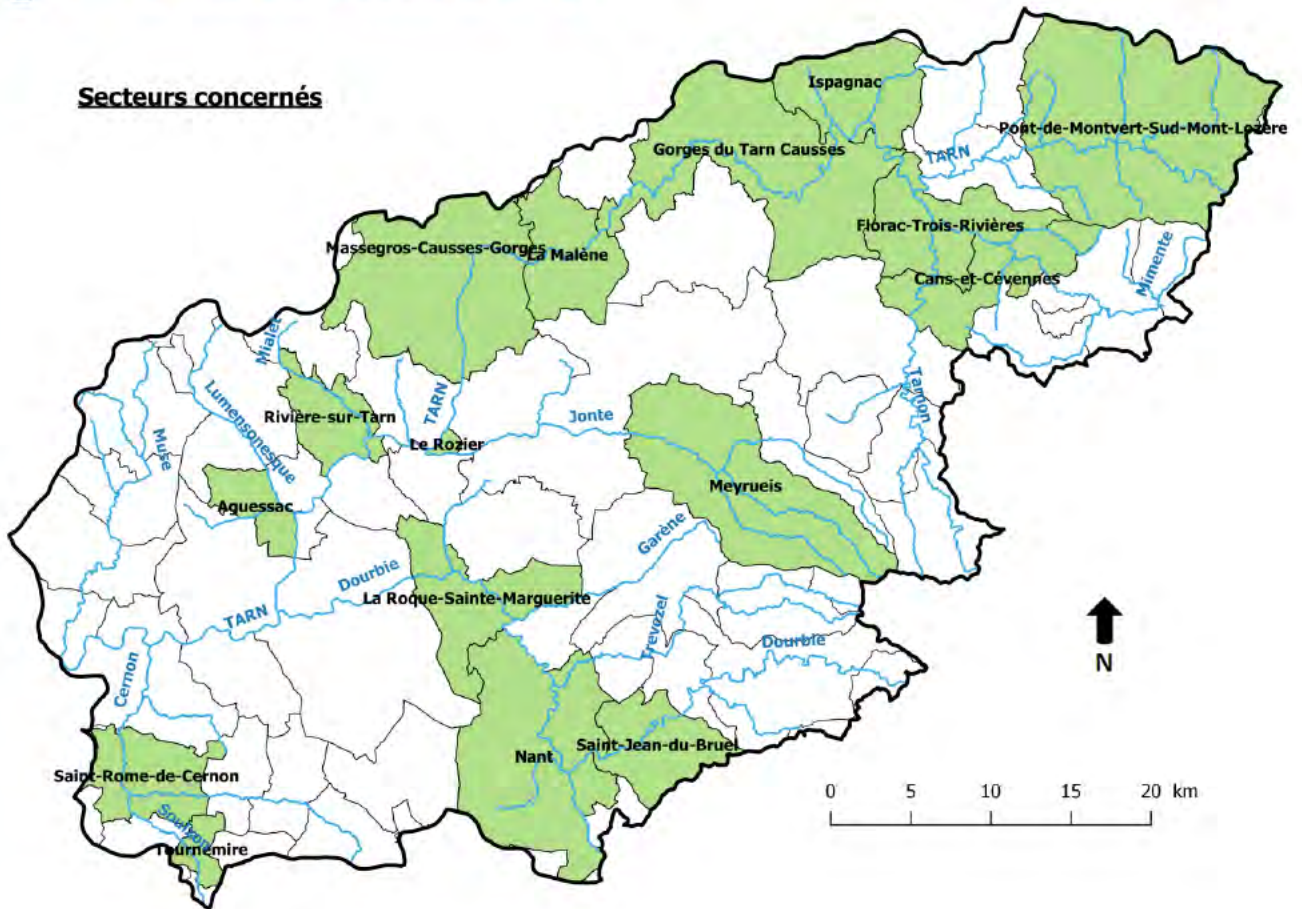 Secteurs concernés
Ispagnac
Pont-de-Montvert-Sud-Mont-Lozère
Gorges du Tarn Causses
TARN
Florac-Trois-Rivières
Massegros-Causses-Gorges
La Malène
Cans-et-Cévennes
Mimente
Mialet
Lumensonesque
Tarnon
Rivière-sur-Tarn
TARN
Jonte
Muse
Le Rozier
Aguessac
Meyrueis
Garène
Dourbie
La Roque-Sainte-Marguerite
TARN
Trevezel
Dourbie
N
Cernon
Nant
Saint-Jean-du-Bruel
Saint-Rome-de-Cernon
0 5 10 15 20 km
Soulzon
Tournemire